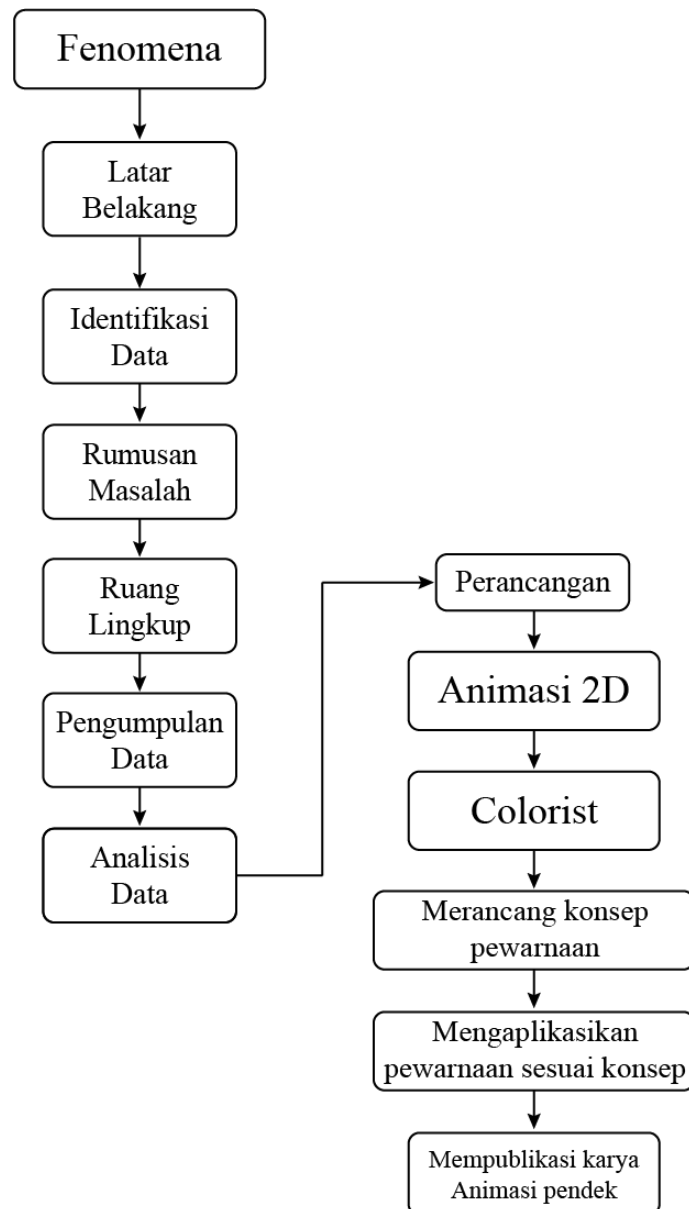 Fenomena
Latar
Belakang
Identifikasi
Data
Rumusan
Masalah
Ruang
Lingkup
Pengumpulan
Data
Analisis
Data
Perancangan
Animasi 2D
Colorist
Merancang konsep
pewarnaan
Mengaplikasikan
pewarnaan sesuai konsep
Mempublikasi karya
Animasi pendek